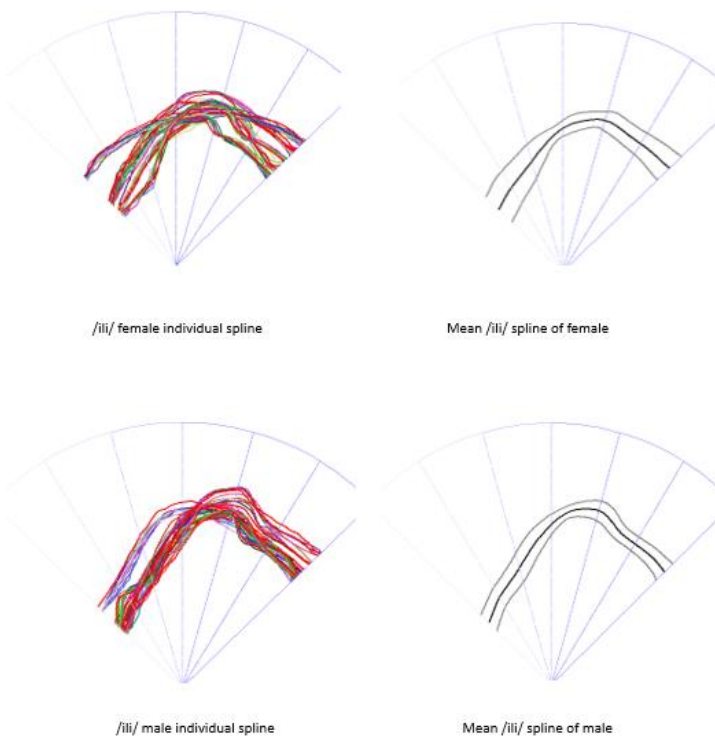 /ili/ female individual spline
Mean /ili/ spline of female
/ili/ male individual spline
Mean /ili/ spline of male